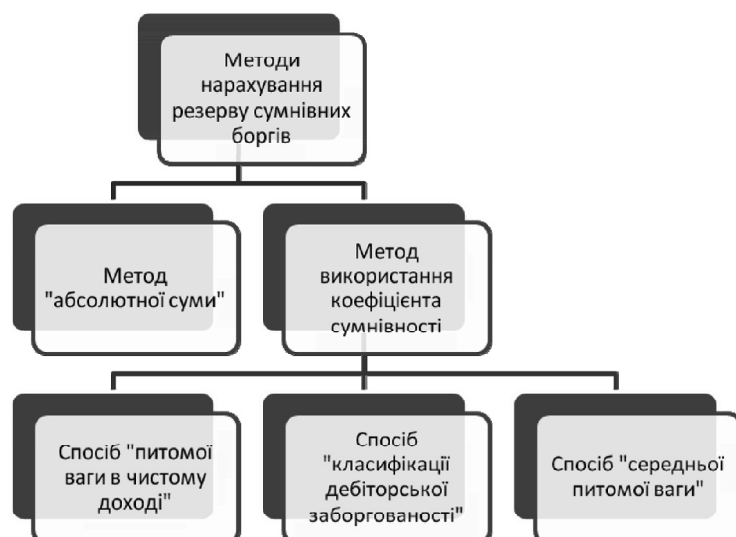 Методи
нарахування
резерву сумнівних
боргів
Метод
"абсолютної суми"
Метод
використання
коефіцієнта
сумнівності
Спосіб "питомої
ваги в чистому
доході"
Спосіб
"класифікації
дебіторської
заборгованості"
Спосіб "середньої
питомої ваги"